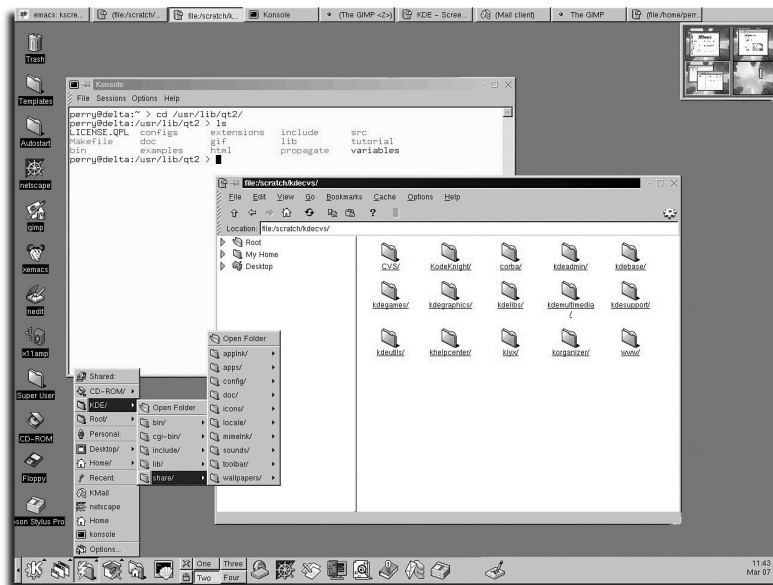 emacs: kscre...
(file:/scratch/...
file:/scratch/k...
Konsole
(The GIMP <2>)
KDE - Scree...
(Mail client)
The GIMP
(file:/home/perr...
Trash
Templates
Autostart
netscape
gimp
xemacs
nedit
x11amp
Super User
CD-ROM
Floppy
son Stylus Pro
Konsole
File Sessions Options Help
perry@delta:~ > cd /usr/lib/qt2/
perry@delta:/usr/lib/qt2 > ls
LICENSE.QPL configs extensions include src
Makefile doc gif lib tutorial
bin examples html propagate variables
perry@delta:/usr/lib/qt2 >
file:/scratch/kdecvs/
File Edit View Go Bookmarks Cache Options Help
Location: file:/scratch/kdecvs/
Root
My Home
Desktop
CVS/ KodeKnight/ corba/ kdeadmin/ kdebase/
kdegames/ kdegraphics/ kdelibs/ kdemultimedia/ kdesupport/
kdeutils/ khelpcenter/ klyx/ korganizer/ www/
Shared:
CD-ROM/
KDE/
Root/
Personal:
Desktop/
Home/
Recent:
KMail
netscape
Home
konsole
Options...
Open Folder
bin/
cgi-bin/
include/
lib/
share/
Open Folder
applnk/
apps/
config/
doc/
icons/
locale/
mimelnk/
sounds/
toolbar/
wallpapers/
One Three
Two Four
11:43
Mar 07